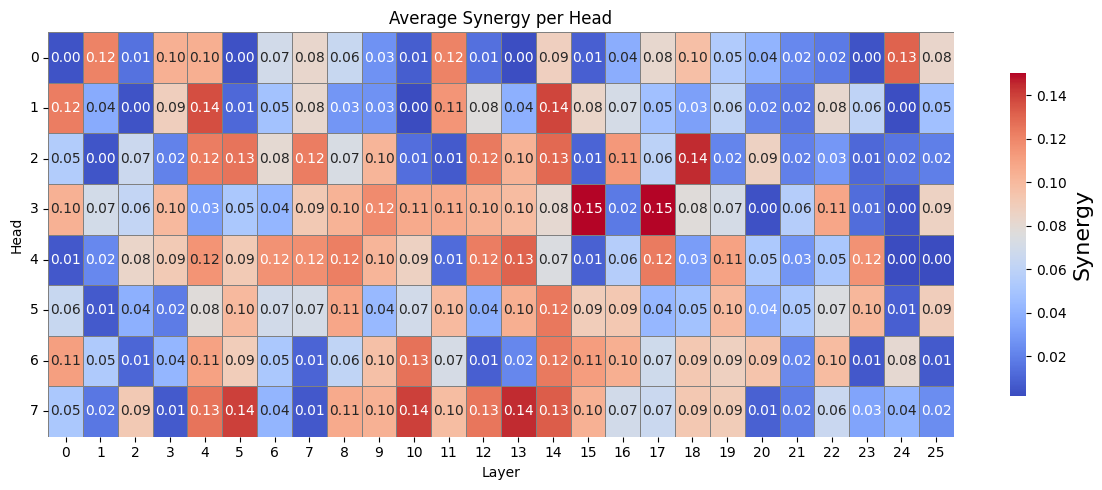 Average Synergy per Head
0 0.00 0.12 0.01 0.10 0.10 0.00 0.07 0.08 0.06 0.03 0.01 0.12 0.01 0.00 0.09 0.01 0.04 0.08 0.10 0.05 0.04 0.02 0.02 0.00 0.13 0.08
1 0.12 0.04 0.00 0.09 0.14 0.01 0.05 0.08 0.03 0.03 0.00 0.11 0.08 0.04 0.14 0.08 0.07 0.05 0.03 0.06 0.02 0.02 0.08 0.06 0.00 0.05
2 0.05 0.00 0.07 0.02 0.12 0.13 0.08 0.12 0.07 0.10 0.01 0.01 0.12 0.10 0.13 0.01 0.11 0.06 0.14 0.02 0.09 0.02 0.03 0.01 0.02 0.02
3 0.10 0.07 0.06 0.10 0.03 0.05 0.04 0.09 0.10 0.12 0.11 0.11 0.10 0.10 0.08 0.15 0.02 0.15 0.08 0.07 0.00 0.06 0.11 0.01 0.00 0.09
4 0.01 0.02 0.08 0.09 0.12 0.09 0.12 0.12 0.12 0.10 0.09 0.01 0.12 0.13 0.07 0.01 0.06 0.12 0.03 0.11 0.05 0.03 0.05 0.12 0.00 0.00
5 0.06 0.01 0.04 0.02 0.08 0.10 0.07 0.07 0.11 0.04 0.07 0.10 0.04 0.10 0.12 0.09 0.09 0.04 0.05 0.10 0.04 0.05 0.07 0.10 0.01 0.09
6 0.11 0.05 0.01 0.04 0.11 0.09 0.05 0.01 0.06 0.10 0.13 0.07 0.01 0.02 0.12 0.11 0.10 0.07 0.09 0.09 0.09 0.02 0.10 0.01 0.08 0.01
7 0.05 0.02 0.09 0.01 0.13 0.14 0.04 0.01 0.11 0.10 0.14 0.10 0.13 0.14 0.13 0.10 0.07 0.07 0.09 0.09 0.01 0.02 0.06 0.03 0.04 0.02
0 1 2 3 4 5 6 7 8 9 10 11 12 13 14 15 16 17 18 19 20 21 22 23 24 25
Layer
Head
0.14
0.12
0.10
0.08
0.06
0.04
0.02
Synergy